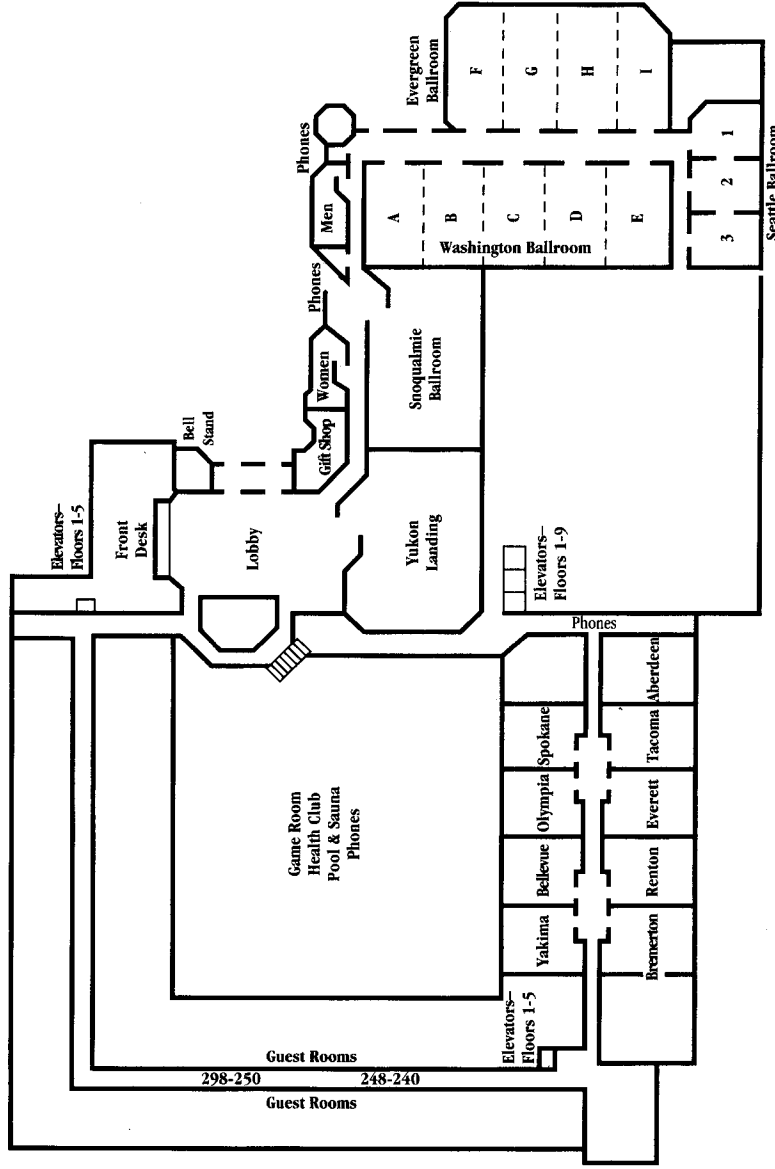 Evergreen
Ballroom
F
G
H
I
Phones
Men
A
B
C
D
E
Washington Ballroom
1
2
3
Seattle Ballroom
Phones
Women
Gift Shop
Snoqualmie
Ballroom
Bell
Stand
Elevators–
Floors 1-5
Front
Desk
Lobby
Yukon
Landing
Elevators–
Floors 1-9
Phones
Game Room
Health Club
Pool & Sauna
Phones
Spokane
Olympia
Bellevue
Yakima
Aberdeen
Tacoma
Everett
Renton
Bremerton
Elevators–
Floors 1-5
Guest Rooms
298-250
248-240
Guest Rooms